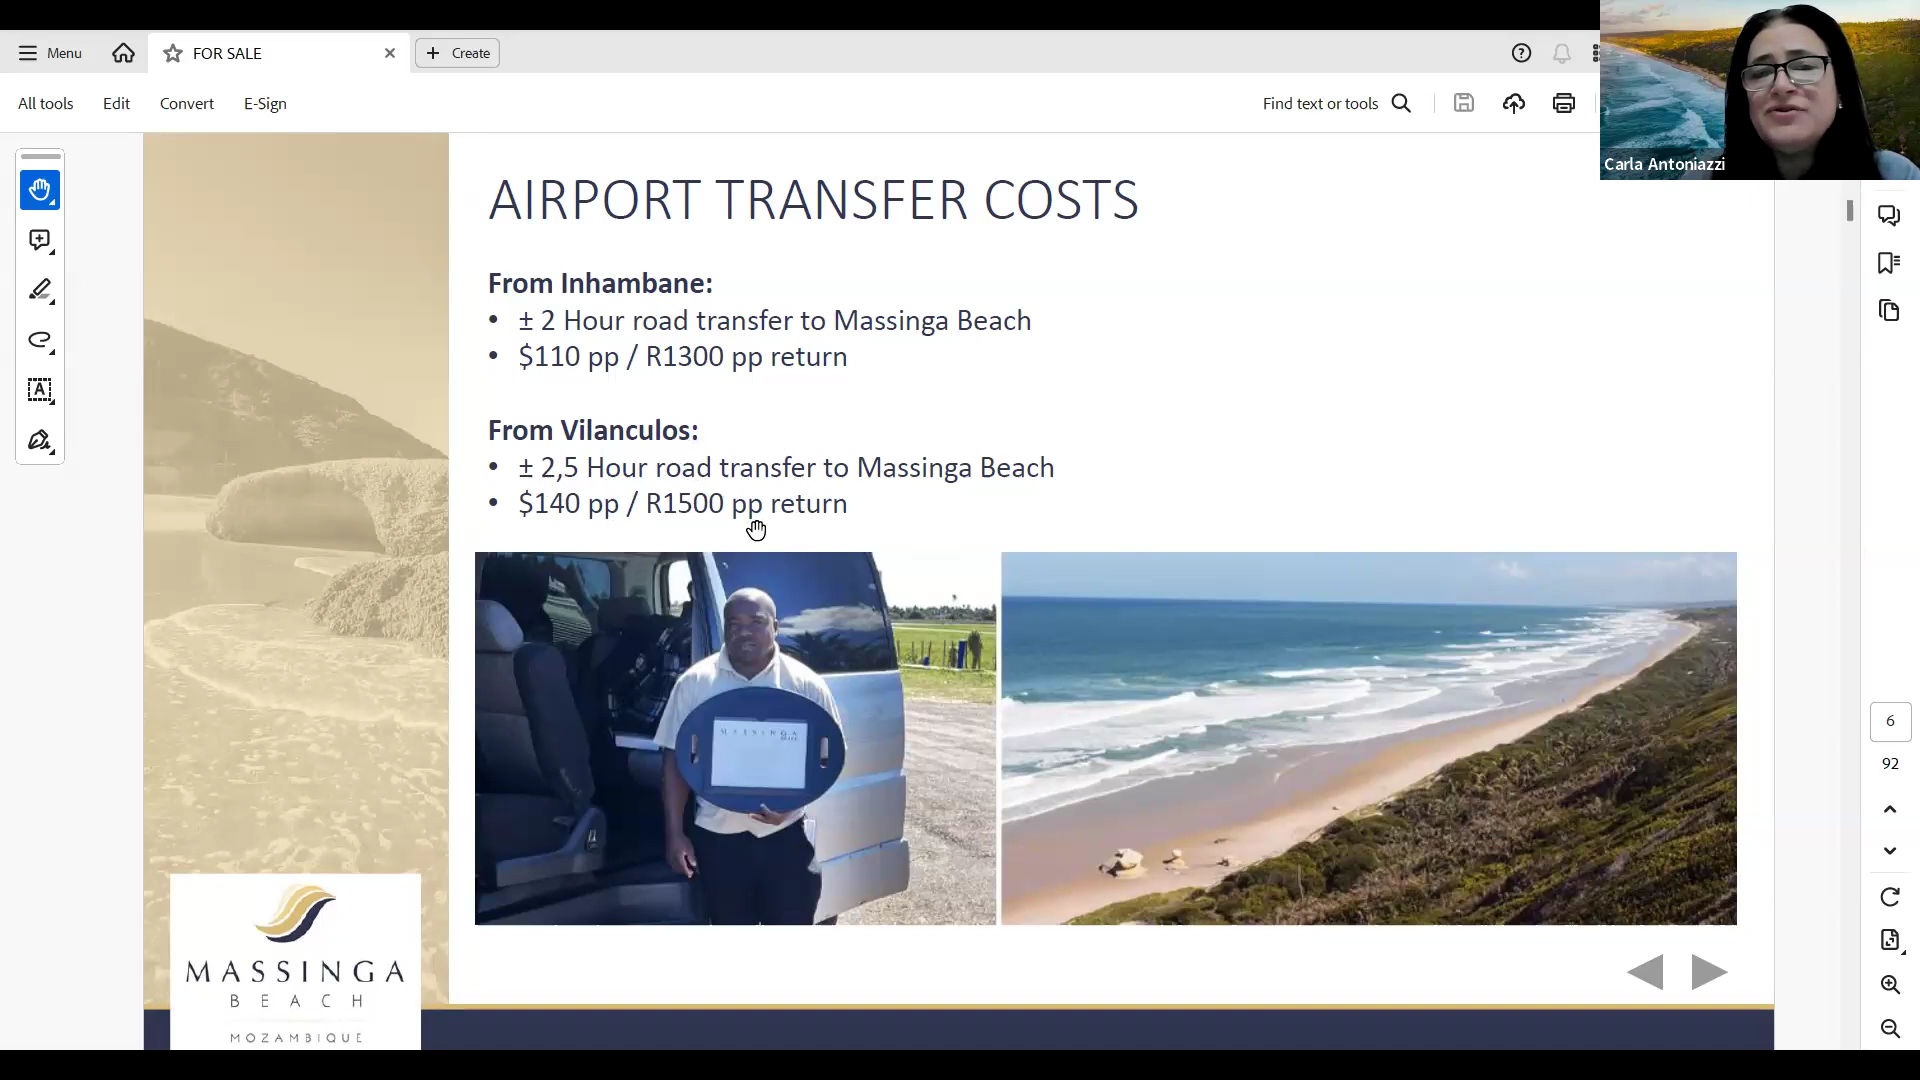 Menu
FOR SALE
Create
All tools
Edit
Convert
E-Sign
Find text or tools
Carla Antoniazzi
AIRPORT TRANSFER COSTS
From Inhambane:
• ± 2 Hour road transfer to Massinga Beach
• $110 pp / R1300 pp return
From Vilanculos:
• ± 2,5 Hour road transfer to Massinga Beach
• $140 pp / R1500 pp return
MASSINGA
MASSINGA
BEACH
MOZAMBIQUE
6
92